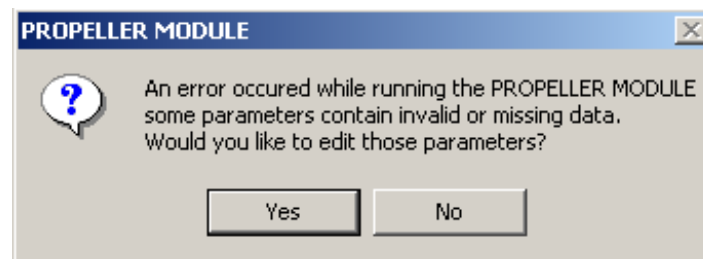 PROPELLER MODULE
An error occured while running the PROPELLER MODULE
some parameters contain invalid or missing data.
Would you like to edit those parameters?
Yes No